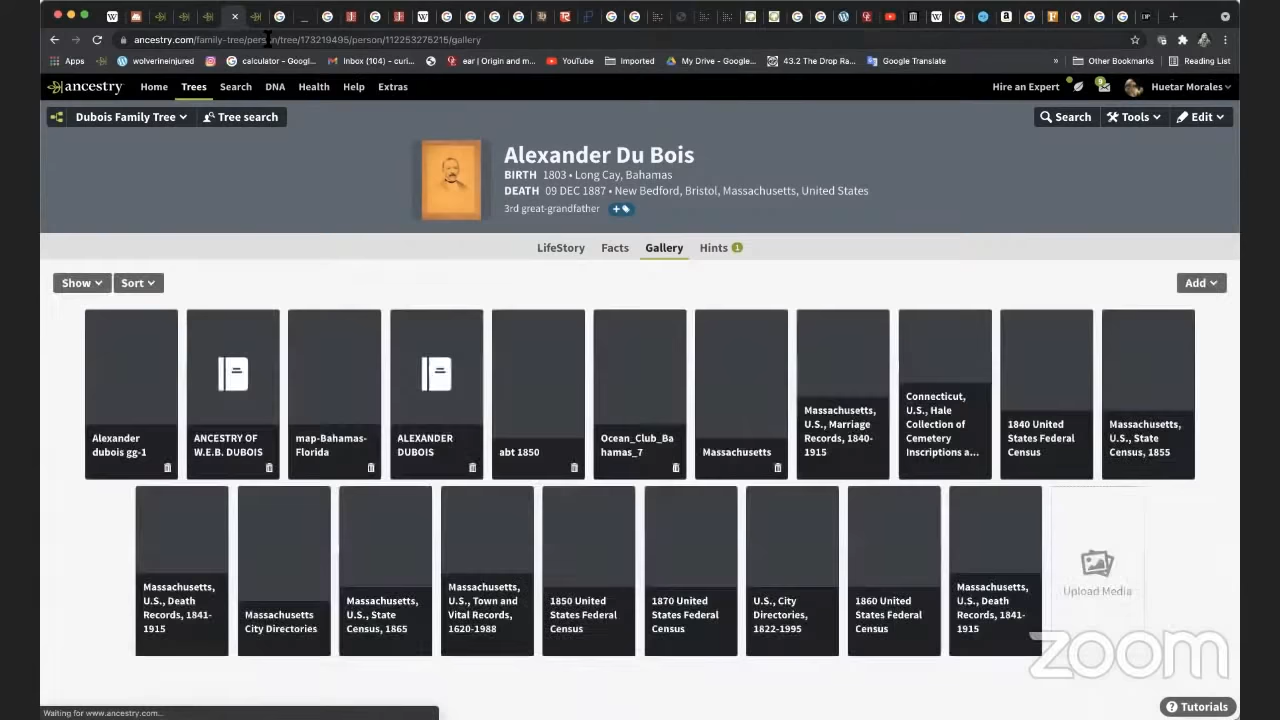 ancestry.com/family-tree/person/tree/173219495/person/112253275215/gallery
Apps wolverineinjured calculator - Googl... Inbox (104) - curi... ear | Origin and m... YouTube Imported My Drive - Google... 43.2 The Drop Ra... Google Translate » Other Bookmarks Reading List
ancestry Home Trees Search DNA Health Help Extras Hire an Expert 9 Huetar Morales
Dubois Family Tree Tree search Search Tools Edit
Alexander Du Bois
BIRTH 1803 • Long Cay, Bahamas
DEATH 09 DEC 1887 • New Bedford, Bristol, Massachusetts, United States
3rd great-grandfather
LifeStory Facts Gallery Hints 1
Show Sort Add
Alexander
dubois gg-1
ANCESTRY OF
W.E.B. DUBOIS
map-Bahamas-
Florida
ALEXANDER
DUBOIS
abt 1850
Ocean_Club_Ba
hamas_7
Massachusetts
Massachusetts,
U.S., Marriage
Records, 1840-
1915
Connecticut,
U.S., Hale
Collection of
Cemetery
Inscriptions a...
1840 United
States Federal
Census
Massachusetts,
U.S., State
Census, 1855
Massachusetts,
U.S., Death
Records, 1841-
1915
Massachusetts
City Directories
Massachusetts,
U.S., State
Census, 1865
Massachusetts,
U.S., Town and
Vital Records,
1620-1988
1850 United
States Federal
Census
1870 United
States Federal
Census
U.S., City
Directories,
1822-1995
1860 United
States Federal
Census
Massachusetts,
U.S., Death
Records, 1841-
1915
Upload Media
zoom
Tutorials
Waiting for www.ancestry.com...